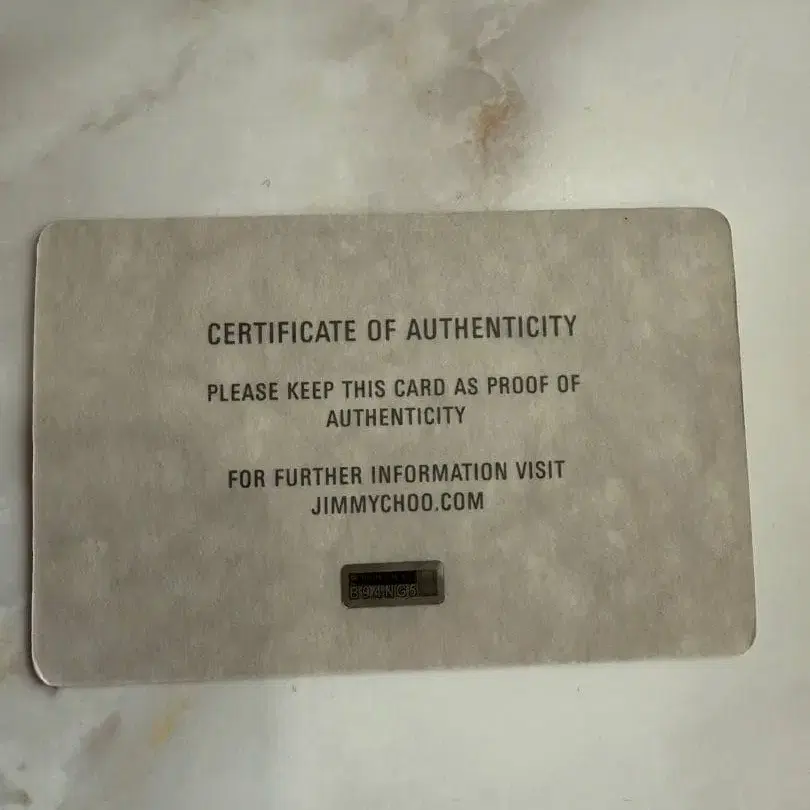 CERTIFICATE OF AUTHENTICITY
PLEASE KEEP THIS CARD AS PROOF OF
AUTHENTICITY
FOR FURTHER INFORMATION VISIT
JIMMYCHOO.COM